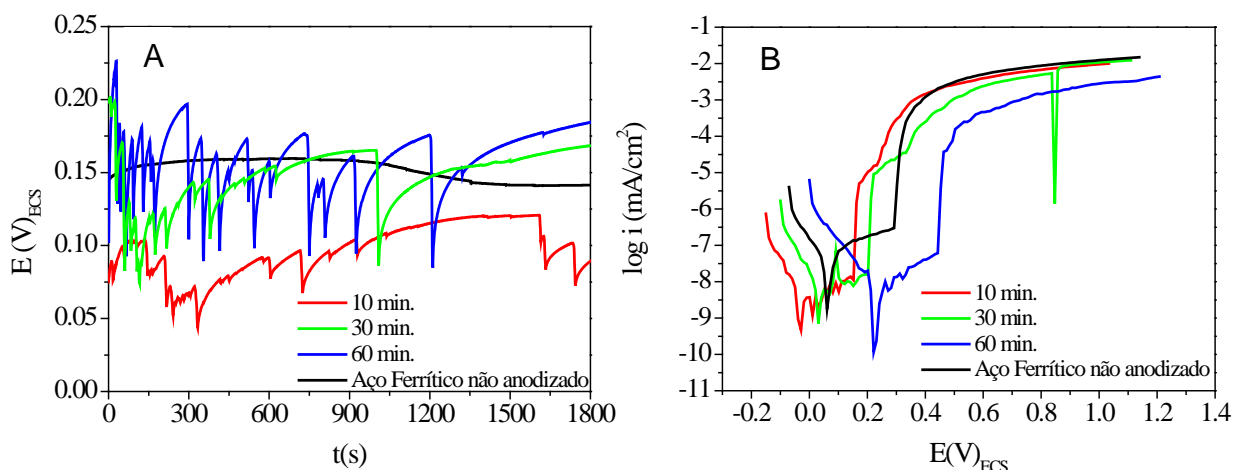 A
E (V)ECS
0.25
0.20
0.15
0.10
0.05
0.00
0 300 600 900 1200 1500 1800
t(s)
10 min.
30 min.
60 min.
Aço Ferrítico não anodizado
B
log i (mA/cm²)
-1
-2
-3
-4
-5
-6
-7
-8
-9
-10
-11
-0.2 0.0 0.2 0.4 0.6 0.8 1.0 1.2 1.4
E(V)ECS
10 min.
30 min.
60 min.
Aço Ferrítico não anodizado